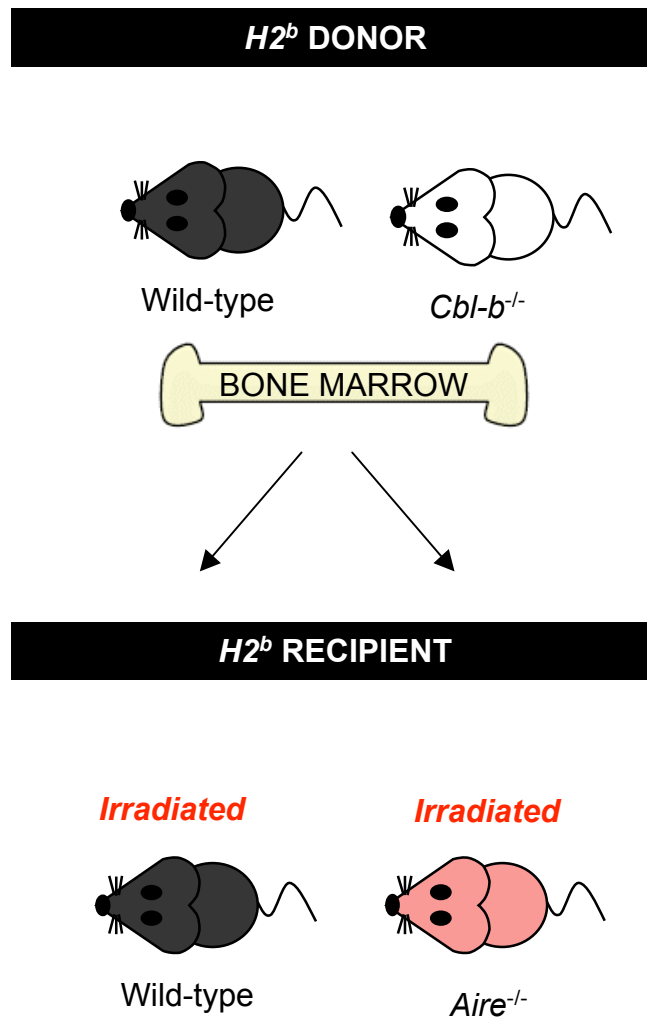 H2ᵇ DONOR
Wild-type Cbl-b⁻/⁻
BONE MARROW
H2ᵇ RECIPIENT
Irradiated Irradiated
Wild-type Aire⁻/⁻